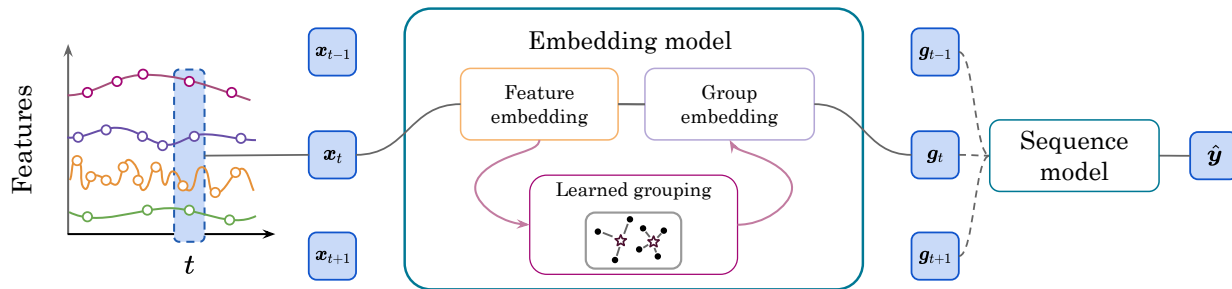 Features
t
x_{t-1}
x_t
x_{t+1}
Embedding model
Feature
embedding
Group
embedding
Learned grouping
g_{t-1}
g_t
g_{t+1}
Sequence
model
ŷ